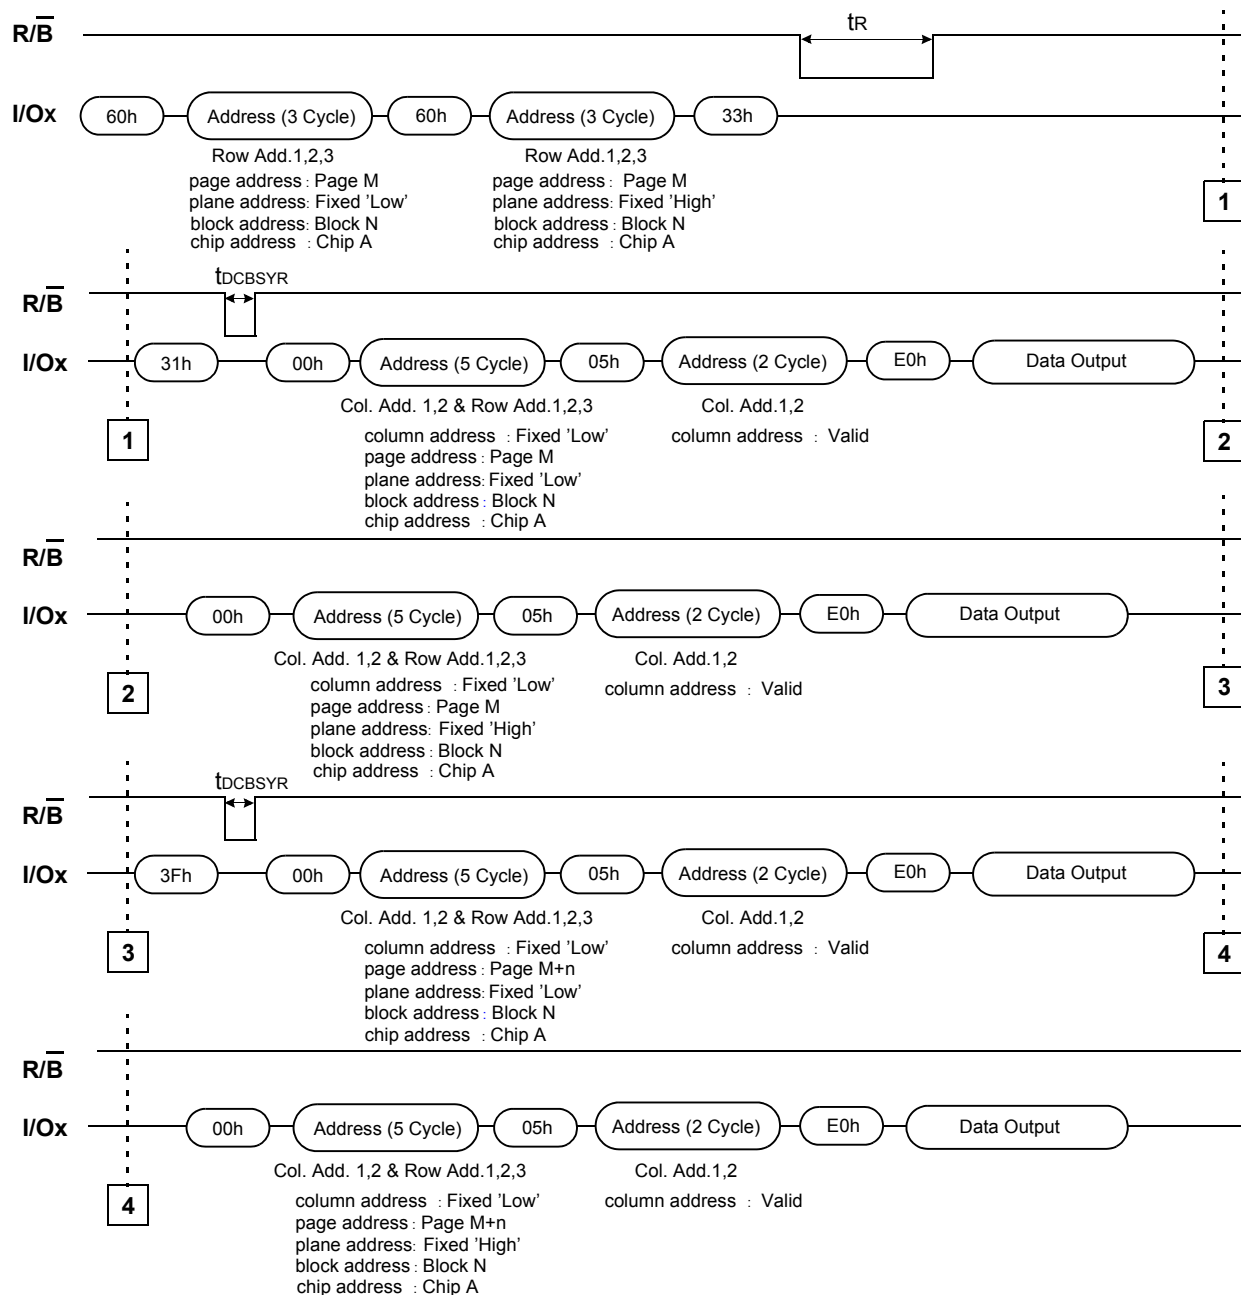 tR
R/B
I/Ox 60h Address (3 Cycle) 60h Address (3 Cycle) 33h
Row Add.1,2,3 Row Add.1,2,3
page address : Page M page address : Page M
plane address: Fixed 'Low' plane address: Fixed 'High'
block address: Block N block address: Block N
chip address : Chip A chip address : Chip A
1
tDCBSYR
R/B
I/Ox 31h 00h Address (5 Cycle) 05h Address (2 Cycle) E0h Data Output
Col. Add. 1,2 & Row Add.1,2,3 Col. Add.1,2
column address : Fixed 'Low' column address : Valid
page address : Page M
plane address: Fixed 'Low'
block address : Block N
chip address : Chip A
1 2
R/B
I/Ox 00h Address (5 Cycle) 05h Address (2 Cycle) E0h Data Output
Col. Add. 1,2 & Row Add.1,2,3 Col. Add.1,2
column address : Fixed 'Low' column address : Valid
page address : Page M
plane address: Fixed 'High'
block address : Block N
chip address : Chip A
2 3
tDCBSYR
R/B
I/Ox 3Fh 00h Address (5 Cycle) 05h Address (2 Cycle) E0h Data Output
Col. Add. 1,2 & Row Add.1,2,3 Col. Add.1,2
column address : Fixed 'Low' column address : Valid
page address : Page M+n
plane address: Fixed 'Low'
block address : Block N
chip address : Chip A
3 4
R/B
I/Ox 00h Address (5 Cycle) 05h Address (2 Cycle) E0h Data Output
Col. Add. 1,2 & Row Add.1,2,3 Col. Add.1,2
column address : Fixed 'Low' column address : Valid
page address : Page M+n
plane address: Fixed 'High'
block address : Block N
chip address : Chip A
4